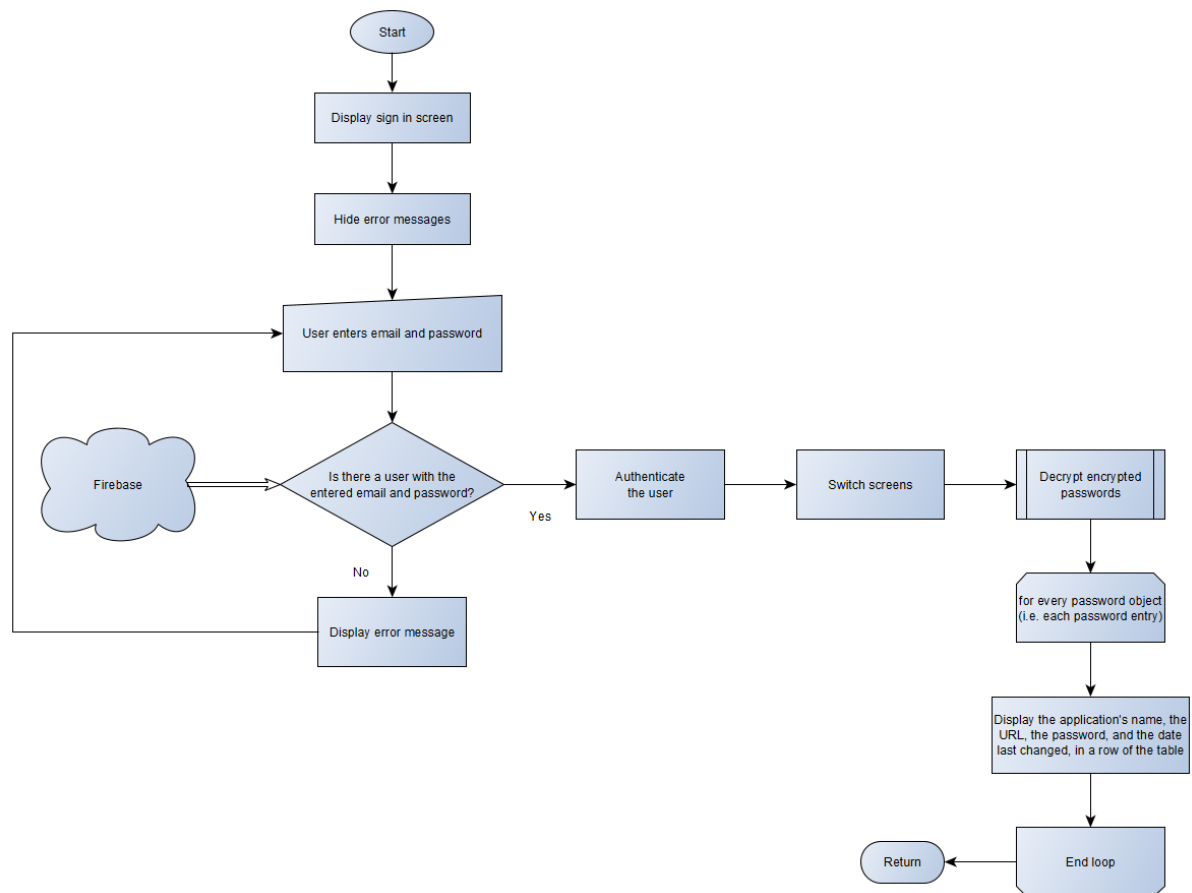 Start
Display sign in screen
Hide error messages
User enters email and password
Firebase
Is there a user with the
entered email and password?
Yes
No
Display error message
Authenticate
the user
Switch screens
Decrypt encrypted
passwords
for every password object
(i.e. each password entry)
Display the application's name, the
URL, the password, and the date
last changed, in a row of the table
End loop
Return